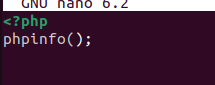 GNU nano 6.2
<?php
phpinfo();